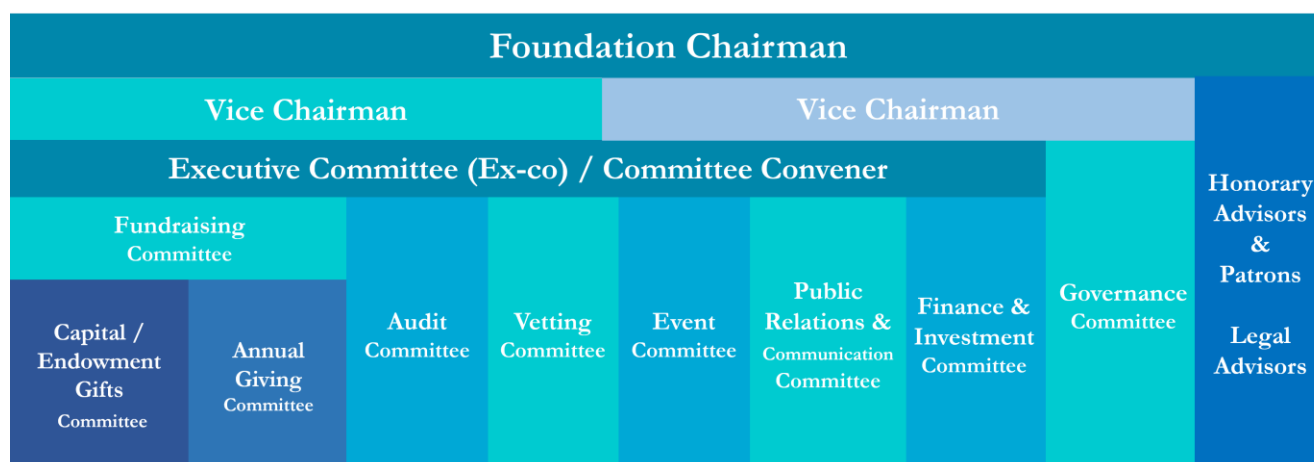 Foundation Chairman
Vice Chairman
Vice Chairman
Executive Committee (Ex-co) / Committee Convener
Fundraising
Committee
Capital /
Endowment
Gifts
Committee
Annual
Giving
Committee
Audit
Committee
Vetting
Committee
Event
Committee
Public
Relations &
Communication
Committee
Finance &
Investment
Committee
Governance
Committee
Honorary
Advisors
&
Patrons
Legal
Advisors